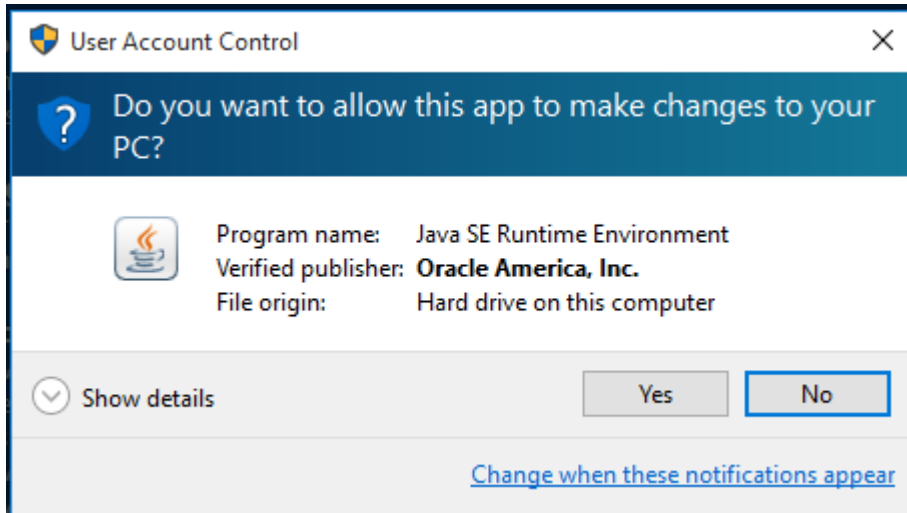 User Account Control
Do you want to allow this app to make changes to your
PC?
Program name: Java SE Runtime Environment
Verified publisher: Oracle America, Inc.
File origin: Hard drive on this computer
Show details
Yes
No
Change when these notifications appear